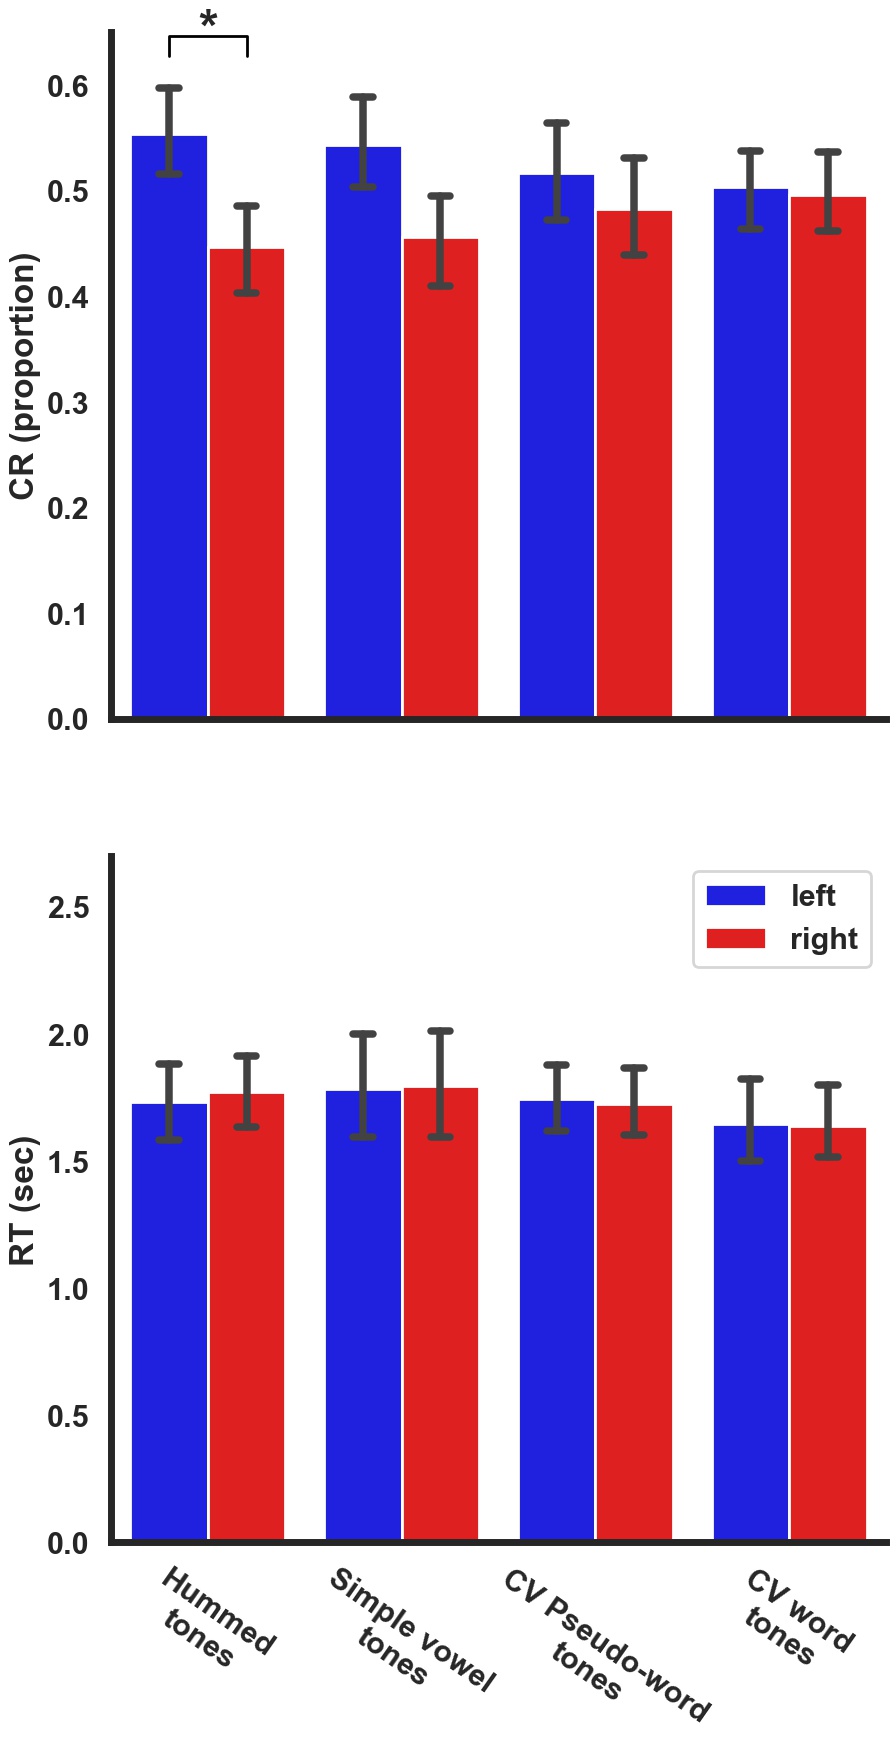 *
0.6
0.5
0.4
0.3
0.2
0.1
0.0
CR (proportion)
2.5
2.0
1.5
1.0
0.5
0.0
RT (sec)
left
right
Hummed
tones
Simple vowel
tones
CV Pseudo-word
tones
CV word
tones